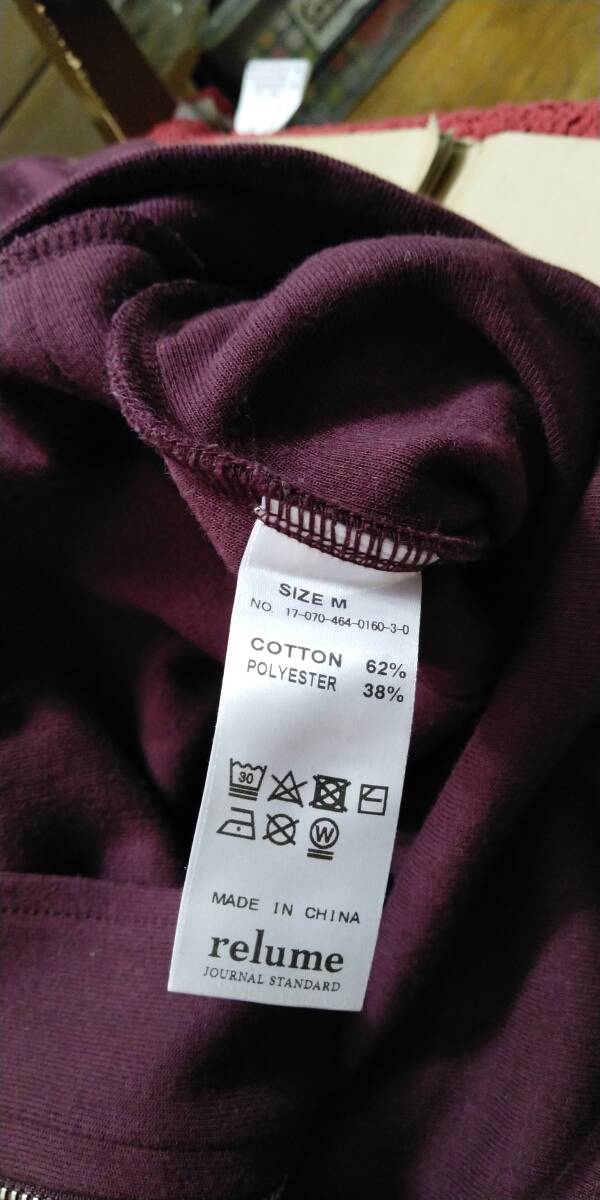 SIZE M
NO. 17-070-464-0160-3-0
COTTON 62%
POLYESTER 38%
30
W
MADE IN CHINA
relume
JOURNAL STANDARD